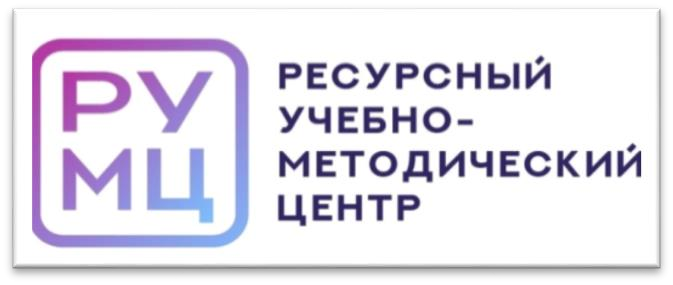 РУ
МЦ
РЕСУРСНЫЙ
УЧЕБНО-
МЕТОДИЧЕСКИЙ
ЦЕНТР